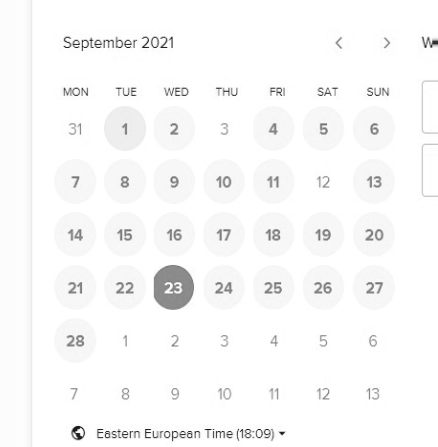 September 2021
MON TUE WED THU FRI SAT SUN
31 1 2 3 4 5 6
7 8 9 10 11 12 13
14 15 16 17 18 19 20
21 22 23 24 25 26 27
28 1 2 3 4 5 6
7 8 9 10 11 12 13
Eastern European Time (18:09)